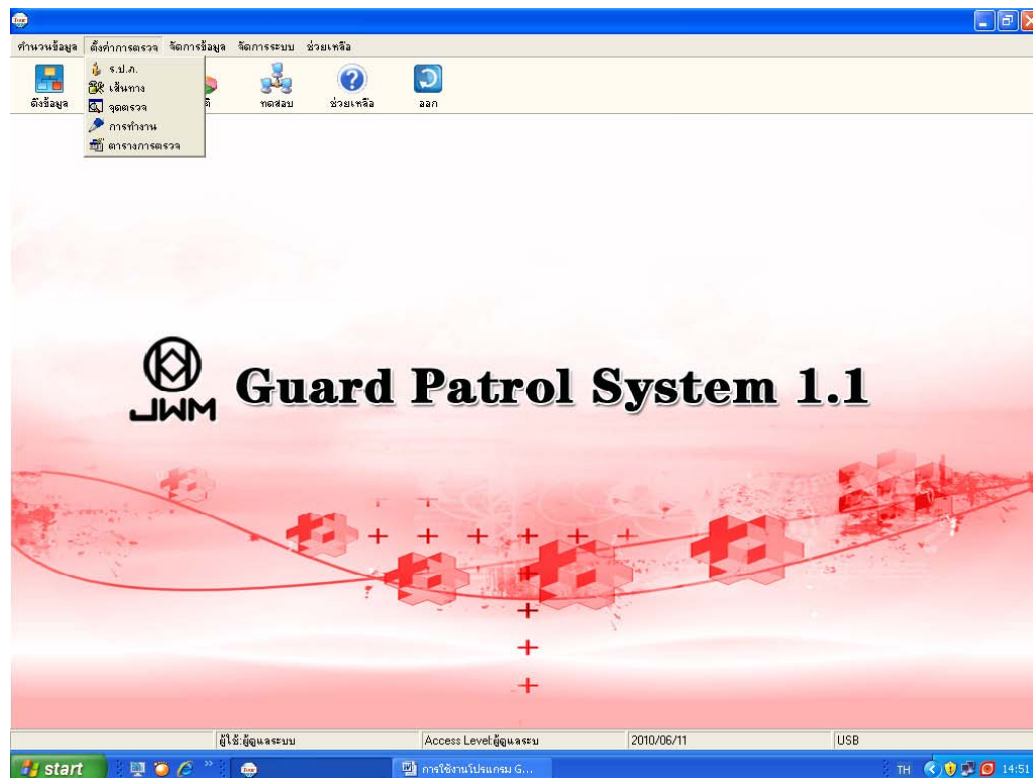 Tour
คำนวนข้อมูล ตั้งค่าการตรวจ จัดการข้อมูล จัดการระบบ ช่วยเหลือ
ร.ป.ภ.
เส้นทาง
จุดตรวจ
การทำงาน
ตารางการตรวจ
ดึงข้อมูล ทดสอบ ช่วยเหลือ ออก
JWM
Guard Patrol System 1.1
ผู้ใช้:ผู้ดูแลระบบ Access Level:ผู้ดูแลระบ 2010/06/11 USB
start การใช้งานโปรแกรม G... TH 14:51